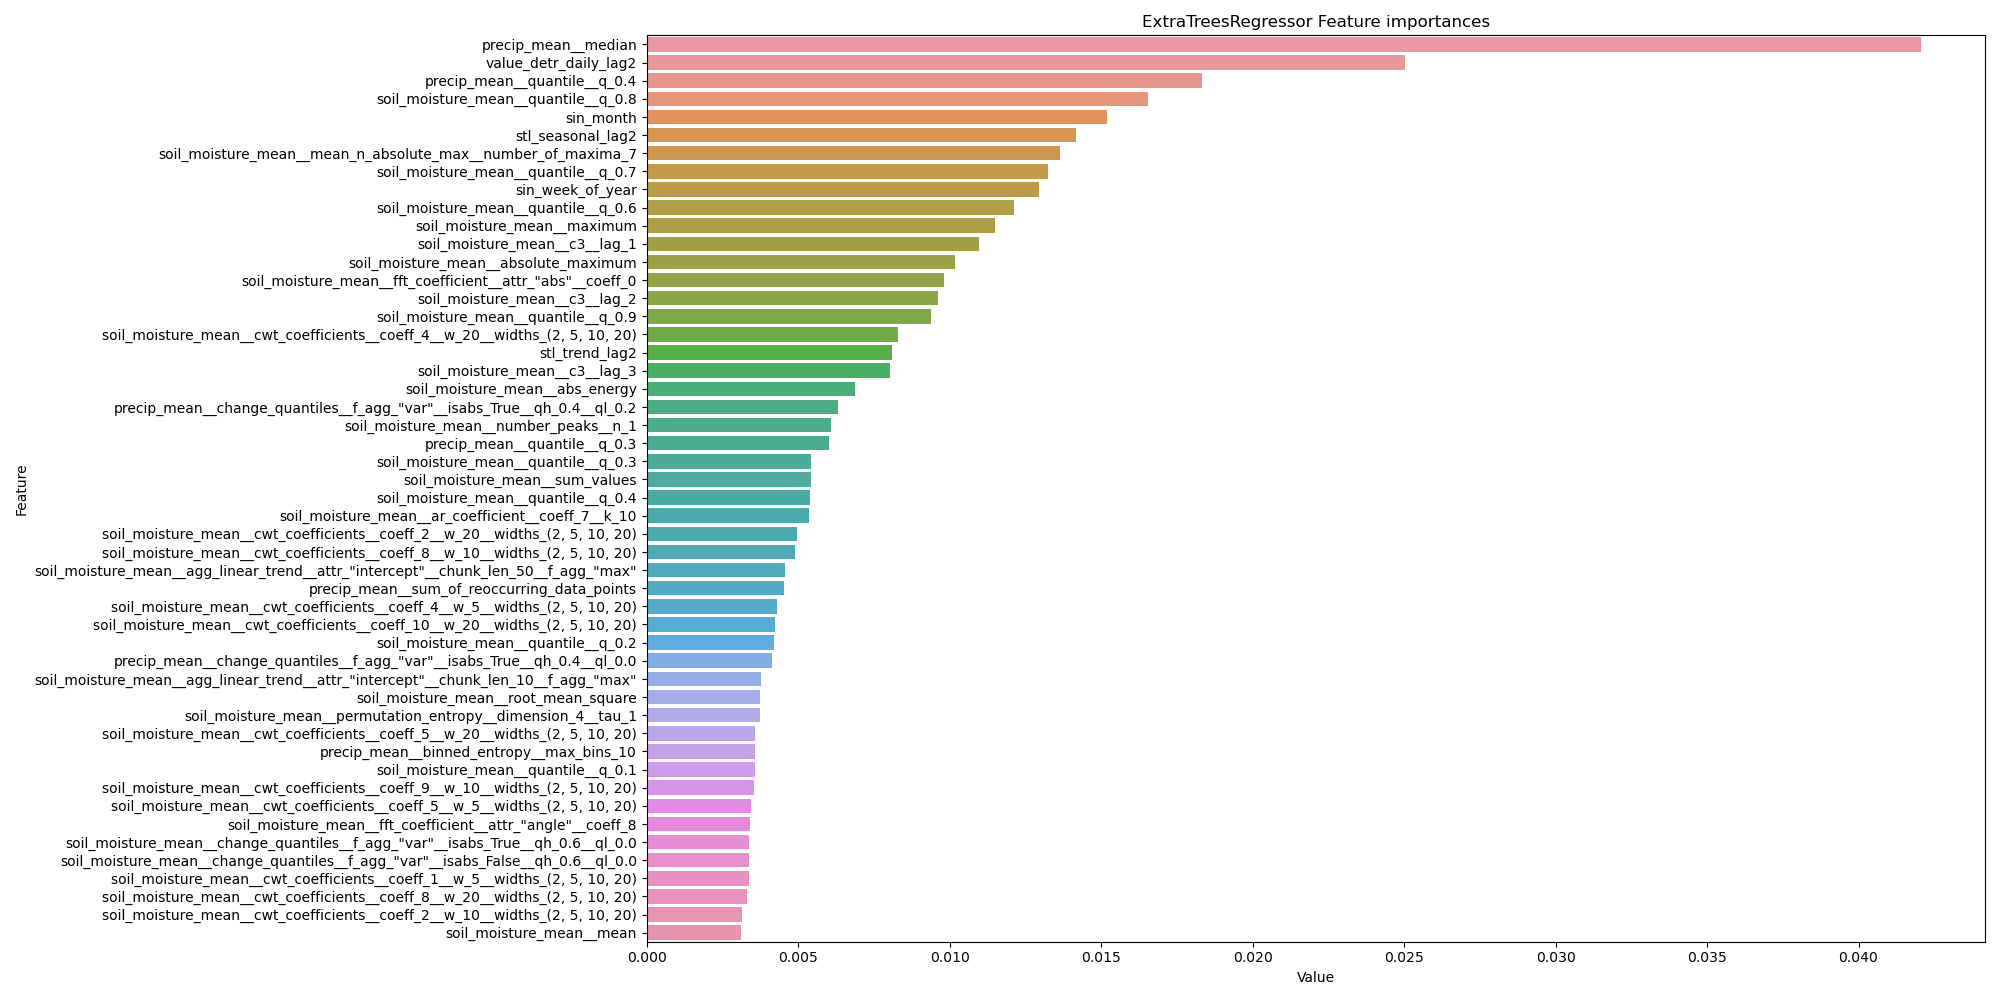 ExtraTreesRegressor Feature importances
precip_mean__median
value_detr_daily_lag2
precip_mean__quantile__q_0.4
soil_moisture_mean__quantile__q_0.8
sin_month
stl_seasonal_lag2
soil_moisture_mean__mean_n_absolute_max__number_of_maxima_7
soil_moisture_mean__quantile__q_0.7
sin_week_of_year
soil_moisture_mean__quantile__q_0.6
soil_moisture_mean__maximum
soil_moisture_mean__c3__lag_1
soil_moisture_mean__absolute_maximum
soil_moisture_mean__fft_coefficient__attr_"abs"__coeff_0
soil_moisture_mean__c3__lag_2
soil_moisture_mean__quantile__q_0.9
soil_moisture_mean__cwt_coefficients__coeff_4__w_20__widths_(2, 5, 10, 20)
stl_trend_lag2
soil_moisture_mean__c3__lag_3
soil_moisture_mean__abs_energy
precip_mean__change_quantiles__f_agg_"var"__isabs_True__qh_0.4__ql_0.2
soil_moisture_mean__number_peaks__n_1
precip_mean__quantile__q_0.3
soil_moisture_mean__quantile__q_0.3
soil_moisture_mean__sum_values
soil_moisture_mean__quantile__q_0.4
soil_moisture_mean__ar_coefficient__coeff_7__k_10
soil_moisture_mean__cwt_coefficients__coeff_2__w_20__widths_(2, 5, 10, 20)
soil_moisture_mean__cwt_coefficients__coeff_8__w_10__widths_(2, 5, 10, 20)
soil_moisture_mean__agg_linear_trend__attr_"intercept"__chunk_len_50__f_agg_"max"
precip_mean__sum_of_reoccurring_data_points
soil_moisture_mean__cwt_coefficients__coeff_4__w_5__widths_(2, 5, 10, 20)
soil_moisture_mean__cwt_coefficients__coeff_10__w_20__widths_(2, 5, 10, 20)
soil_moisture_mean__quantile__q_0.2
precip_mean__change_quantiles__f_agg_"var"__isabs_True__qh_0.4__ql_0.0
soil_moisture_mean__agg_linear_trend__attr_"intercept"__chunk_len_10__f_agg_"max"
soil_moisture_mean__root_mean_square
soil_moisture_mean__permutation_entropy__dimension_4__tau_1
soil_moisture_mean__cwt_coefficients__coeff_5__w_20__widths_(2, 5, 10, 20)
precip_mean__binned_entropy__max_bins_10
soil_moisture_mean__quantile__q_0.1
soil_moisture_mean__cwt_coefficients__coeff_9__w_10__widths_(2, 5, 10, 20)
soil_moisture_mean__cwt_coefficients__coeff_5__w_5__widths_(2, 5, 10, 20)
soil_moisture_mean__fft_coefficient__attr_"angle"__coeff_8
soil_moisture_mean__change_quantiles__f_agg_"var"__isabs_True__qh_0.6__ql_0.0
soil_moisture_mean__change_quantiles__f_agg_"var"__isabs_False__qh_0.6__ql_0.0
soil_moisture_mean__cwt_coefficients__coeff_1__w_5__widths_(2, 5, 10, 20)
soil_moisture_mean__cwt_coefficients__coeff_8__w_20__widths_(2, 5, 10, 20)
soil_moisture_mean__cwt_coefficients__coeff_2__w_10__widths_(2, 5, 10, 20)
soil_moisture_mean__mean
Feature
0.000 0.005 0.010 0.015 0.020 0.025 0.030 0.035 0.040
Value